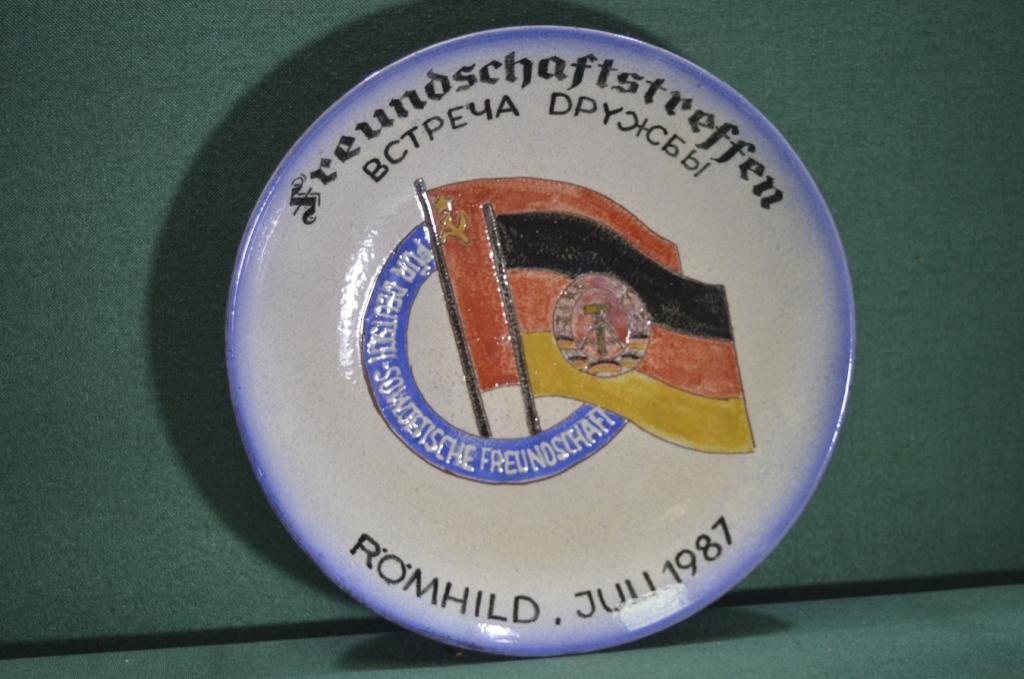 Freundschaftstreffen
ВСТРЕЧА DРУЖБЫ
FÜR DEUTSCH-SOWJETISCHE FREUNDSCHAFT
RÖMHILD, JULI 1987